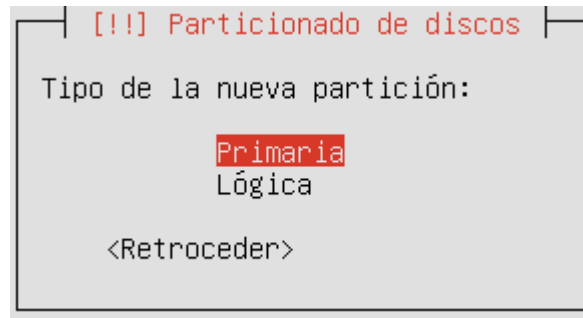 [!!] Particionado de discos
Tipo de la nueva partición:
Primaria
Lógica
<Retroceder>